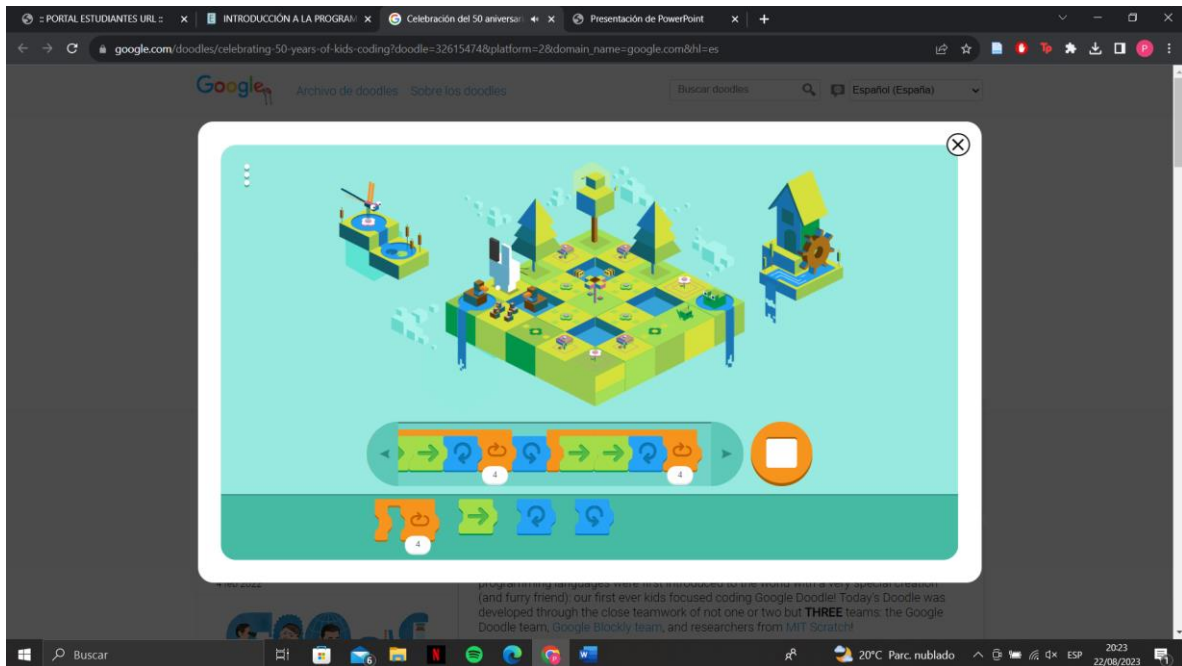 :: PORTAL ESTUDIANTES URL ::
INTRODUCCIÓN A LA PROGRAM
Celebración del 50 aniversari
Presentación de PowerPoint
google.com/doodles/celebrating-50-years-of-kids-coding?doodle=32615474&platform=2&domain_name=google.com&hl=es
Google
Archivo de doodles
Sobre los doodles
Buscar doodles
Español (España)
4
4
4
programming languages were first introduced to the world with a very special creation
(and furry friend): our first ever kids focused coding Google Doodle! Today's Doodle was
developed through the close teamwork of not one or two but THREE teams: the Google
Doodle team, Google Blockly team, and researchers from MIT Scratch!
Buscar
20°C Parc. nublado
ESP
20:23
22/08/2023